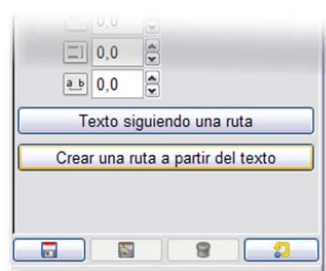 0,0
0,0
a b 0,0
Texto siguiendo una ruta
Crear una ruta a partir del texto